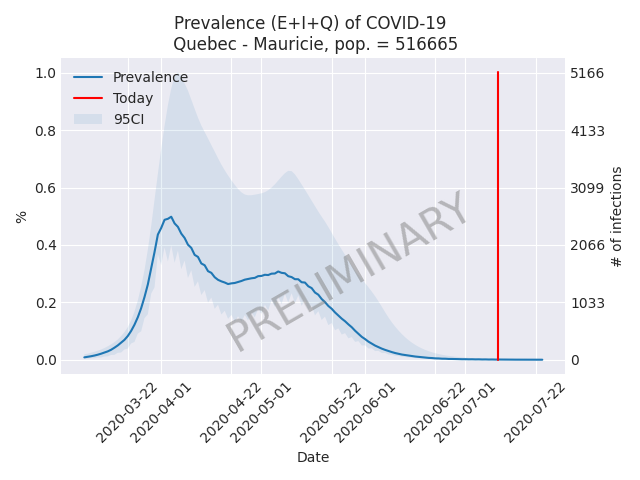 Prevalence (E+I+Q) of COVID-19
Quebec - Mauricie, pop. = 516665
Prevalence
Today
95CI
PRELIMINARY
%
1.0
0.8
0.6
0.4
0.2
0.0
5166
4133
3099
2066
1033
0
# of infections
2020-03-22
2020-04-01
2020-04-22
2020-05-01
2020-05-22
2020-06-01
2020-06-22
2020-07-01
2020-07-22
Date